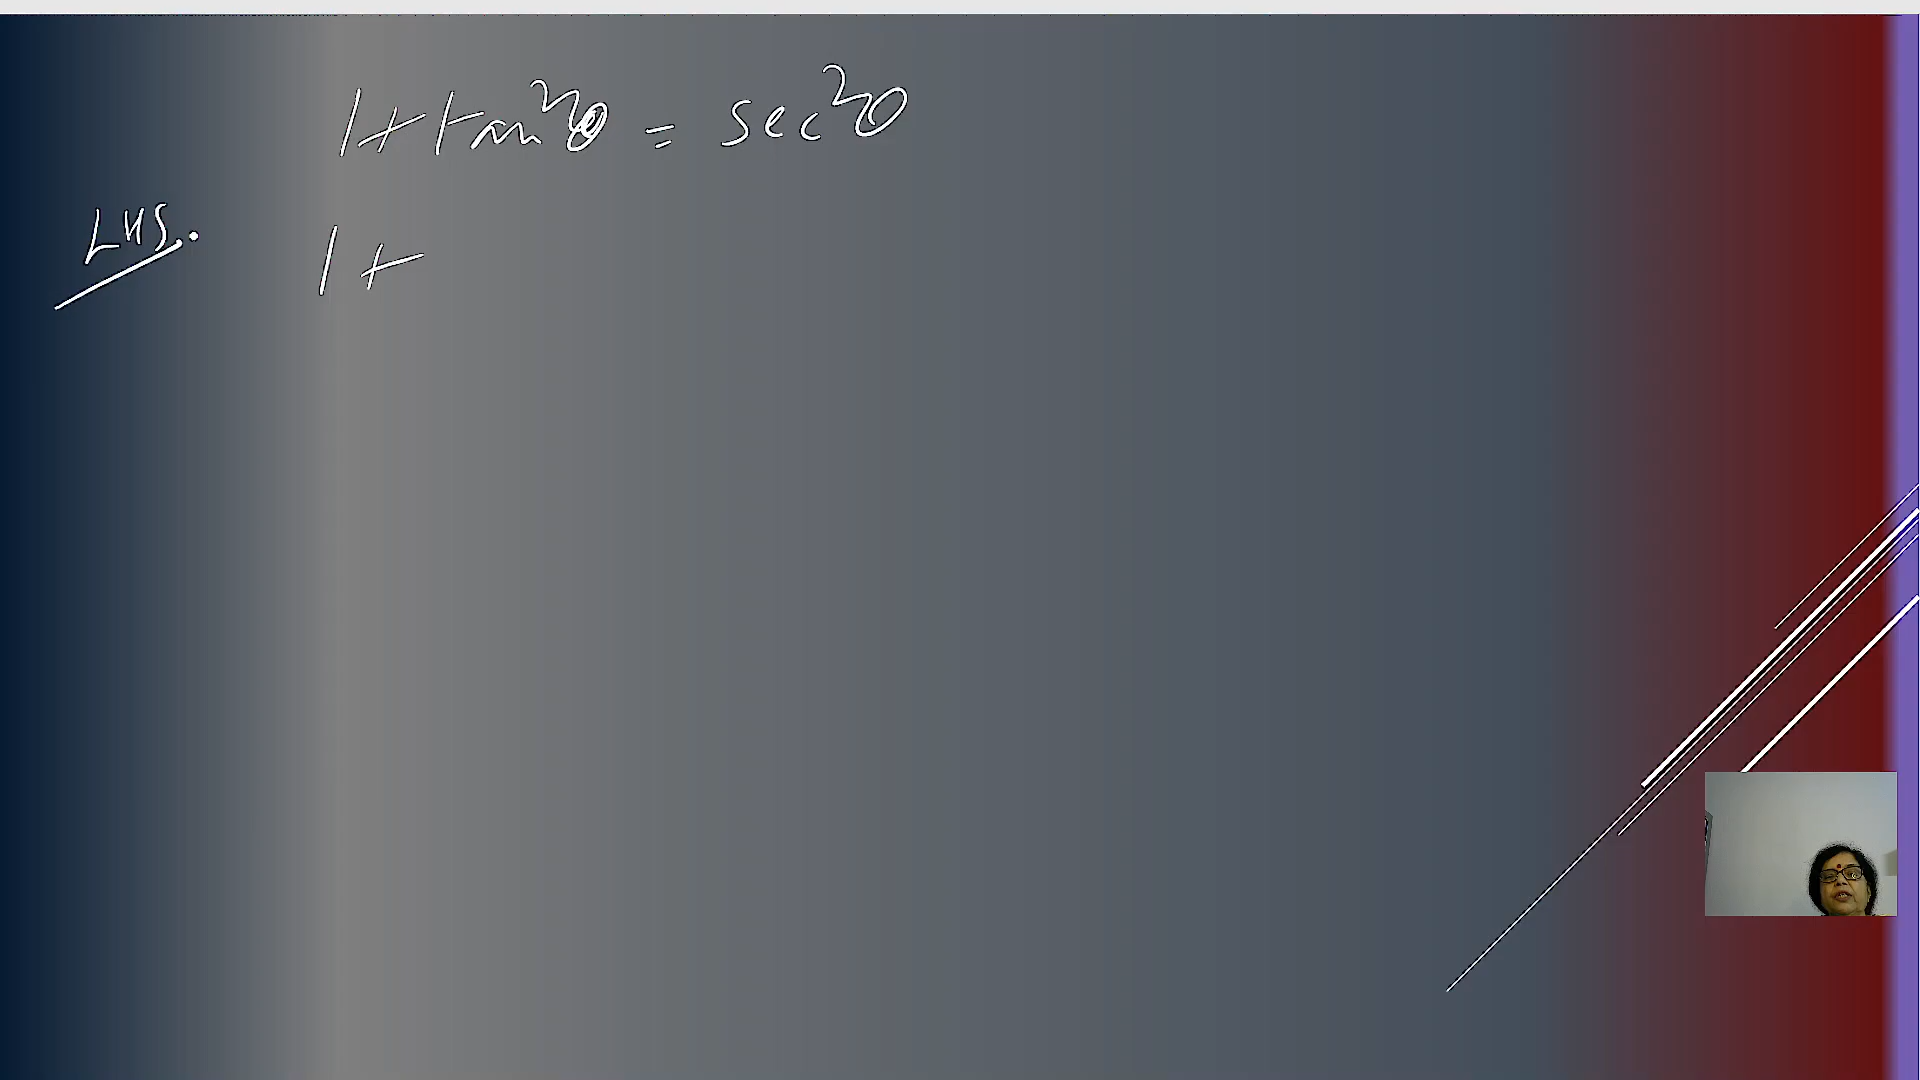 1+tan²θ = sec²θ
LHS. 1+